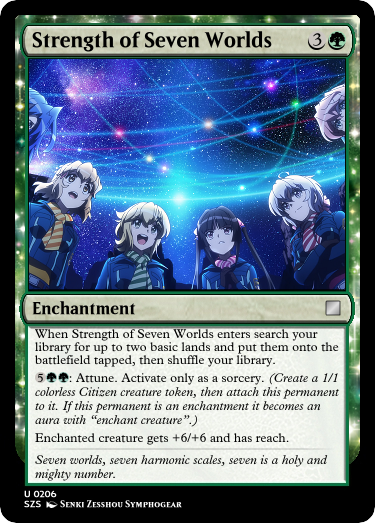 Strength of Seven Worlds 3
Enchantment
When Strength of Seven Worlds enters search your
library for up to two basic lands and put them onto the
battlefield tapped, then shuffle your library.
5: Attune. Activate only as a sorcery. (Create a 1/1
colorless Citizen creature token, then attach this permanent
to it. If this permanent is an enchantment it becomes an
aura with “enchant creature”.)
Enchanted creature gets +6/+6 and has reach.
Seven worlds, seven harmonic scales, seven is a holy and
mighty number.
U 0206
SZS Senki Zesshou Symphogear